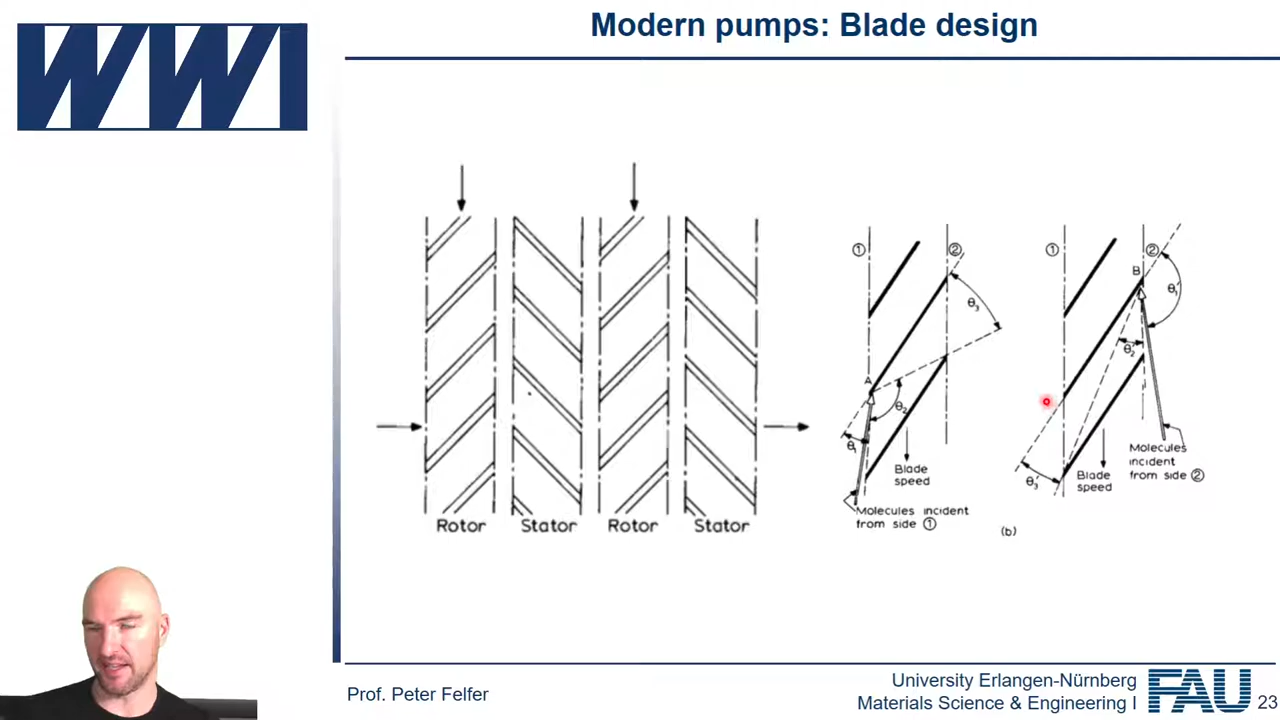 WWI
Modern pumps: Blade design
Rotor
Stator
Rotor
Stator
①
②
θ₃
A
θ₂
θ₁
Blade
speed
Molecules incident
from side ①
①
②
B
θ₁'
θ₂'
θ₃'
Blade
speed
Molecules
incident
from side ②
(b)
Prof. Peter Felfer
University Erlangen-Nürnberg
Materials Science & Engineering I
FAU
23